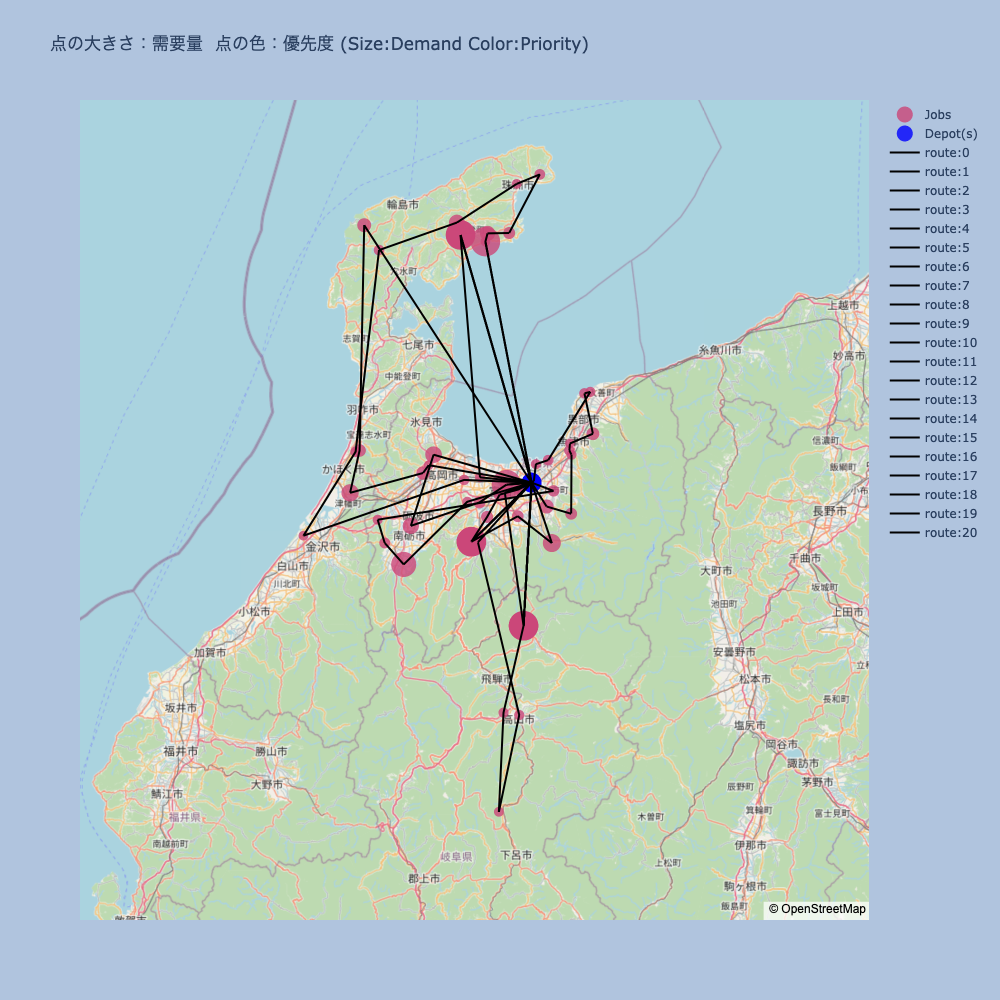 点の大きさ：需要量  点の色：優先度 (Size:Demand Color:Priority)
Jobs
Depot(s)
route:0
route:1
route:2
route:3
route:4
route:5
route:6
route:7
route:8
route:9
route:10
route:11
route:12
route:13
route:14
route:15
route:16
route:17
route:18
route:19
route:20
輪島市
穴水町
上越市
志賀町
七尾市
糸魚川市
妙高市
中能登町
羽咋市
氷見市
黒部市
宝達志水町
信濃町
かほく市
高岡市
飯綱町
津幡町
長野市
南砺市
金沢市
千曲市
白山市
大町市
川北町
坂城町
池田町
小松市
上田市
加賀市
安曇野市
飛騨市
松本市
坂井市
長和町
高山市
塩尻市
岡谷市
福井市
勝山市
諏訪市
大野市
茅野市
辰野町
鯖江市
箕輪町
福井県
木曽町
富士見町
南越前町
伊那市
岐阜県
下呂市
上松町
郡上市
駒ヶ根市
飯島町
敦賀市
© OpenStreetMap